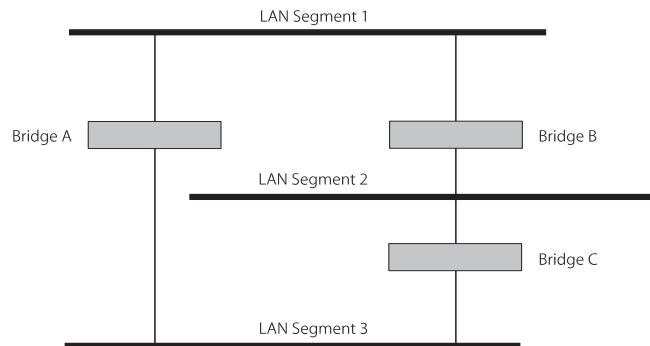 LAN Segment 1
Bridge A
Bridge B
LAN Segment 2
Bridge C
LAN Segment 3